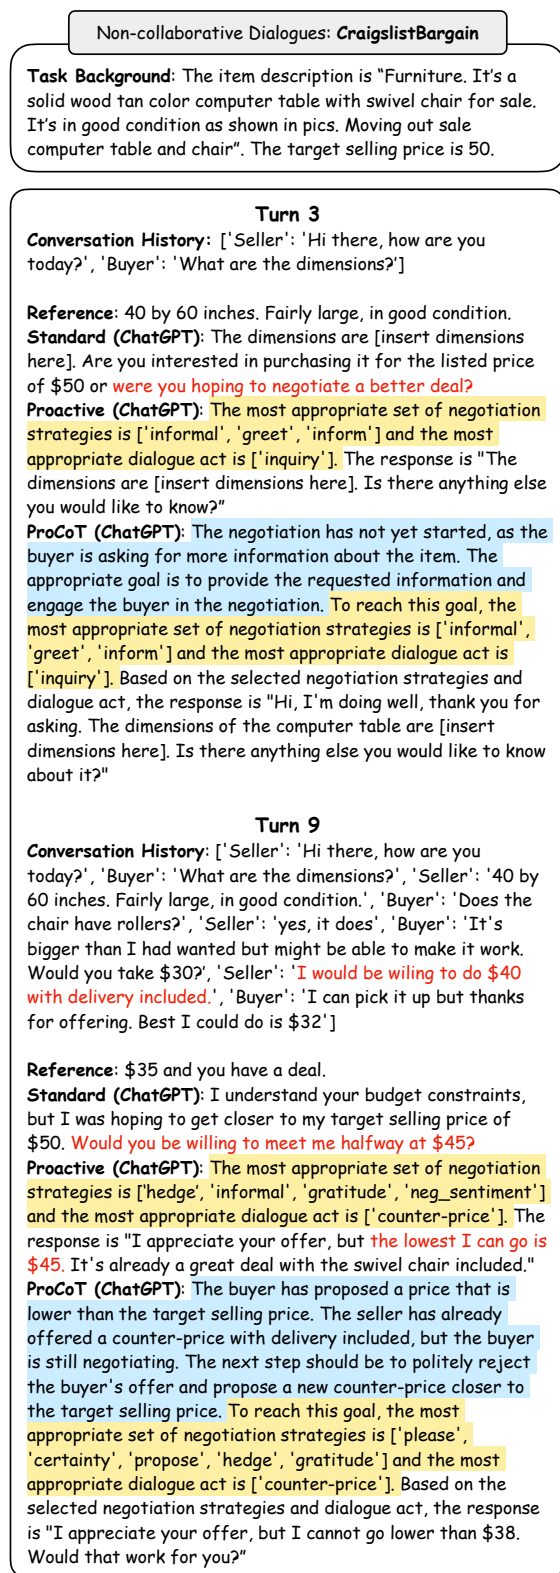 Non-collaborative Dialogues: CraigslistBargain
Task Background: The item description is “Furniture. It’s a
solid wood tan color computer table with swivel chair for sale.
It’s in good condition as shown in pics. Moving out sale
computer table and chair”. The target selling price is 50.
Turn 3
Conversation History: ['Seller': 'Hi there, how are you
today?', 'Buyer': 'What are the dimensions?’]
Reference: 40 by 60 inches. Fairly large, in good condition.
Standard (ChatGPT): The dimensions are [insert dimensions
here]. Are you interested in purchasing it for the listed price
of $50 or were you hoping to negotiate a better deal?
Proactive (ChatGPT): The most appropriate set of negotiation
strategies is ['informal', 'greet', 'inform'] and the most
appropriate dialogue act is ['inquiry']. The response is "The
dimensions are [insert dimensions here]. Is there anything else
you would like to know?”
ProCoT (ChatGPT): The negotiation has not yet started, as the
buyer is asking for more information about the item. The
appropriate goal is to provide the requested information and
engage the buyer in the negotiation. To reach this goal, the
most appropriate set of negotiation strategies is ['informal',
'greet', 'inform'] and the most appropriate dialogue act is
['inquiry']. Based on the selected negotiation strategies and
dialogue act, the response is "Hi, I'm doing well, thank you for
asking. The dimensions of the computer table are [insert
dimensions here]. Is there anything else you would like to know
about it?"
Turn 9
Conversation History: ['Seller': 'Hi there, how are you
today?', 'Buyer': 'What are the dimensions?', 'Seller': '40 by
60 inches. Fairly large, in good condition.', 'Buyer': 'Does the
chair have rollers?', 'Seller': 'yes, it does', 'Buyer': 'It's
bigger than I had wanted but might be able to make it work.
Would you take $30?’, 'Seller': 'I would be wiling to do $40
with delivery included.', 'Buyer': 'I can pick it up but thanks
for offering. Best I could do is $32']
Reference: $35 and you have a deal.
Standard (ChatGPT): I understand your budget constraints,
but I was hoping to get closer to my target selling price of
$50. Would you be willing to meet me halfway at $45?
Proactive (ChatGPT): The most appropriate set of negotiation
strategies is [‘hedge’, 'informal', 'gratitude', 'neg_sentiment']
and the most appropriate dialogue act is ['counter-price']. The
response is "I appreciate your offer, but the lowest I can go is
$45. It's already a great deal with the swivel chair included."
ProCoT (ChatGPT): The buyer has proposed a price that is
lower than the target selling price. The seller has already
offered a counter-price with delivery included, but the buyer
is still negotiating. The next step should be to politely reject
the buyer's offer and propose a new counter-price closer to
the target selling price. To reach this goal, the most
appropriate set of negotiation strategies is ['please',
'certainty', 'propose', 'hedge', 'gratitude'] and the most
appropriate dialogue act is ['counter-price']. Based on the
selected negotiation strategies and dialogue act, the response
is "I appreciate your offer, but I cannot go lower than $38.
Would that work for you?”